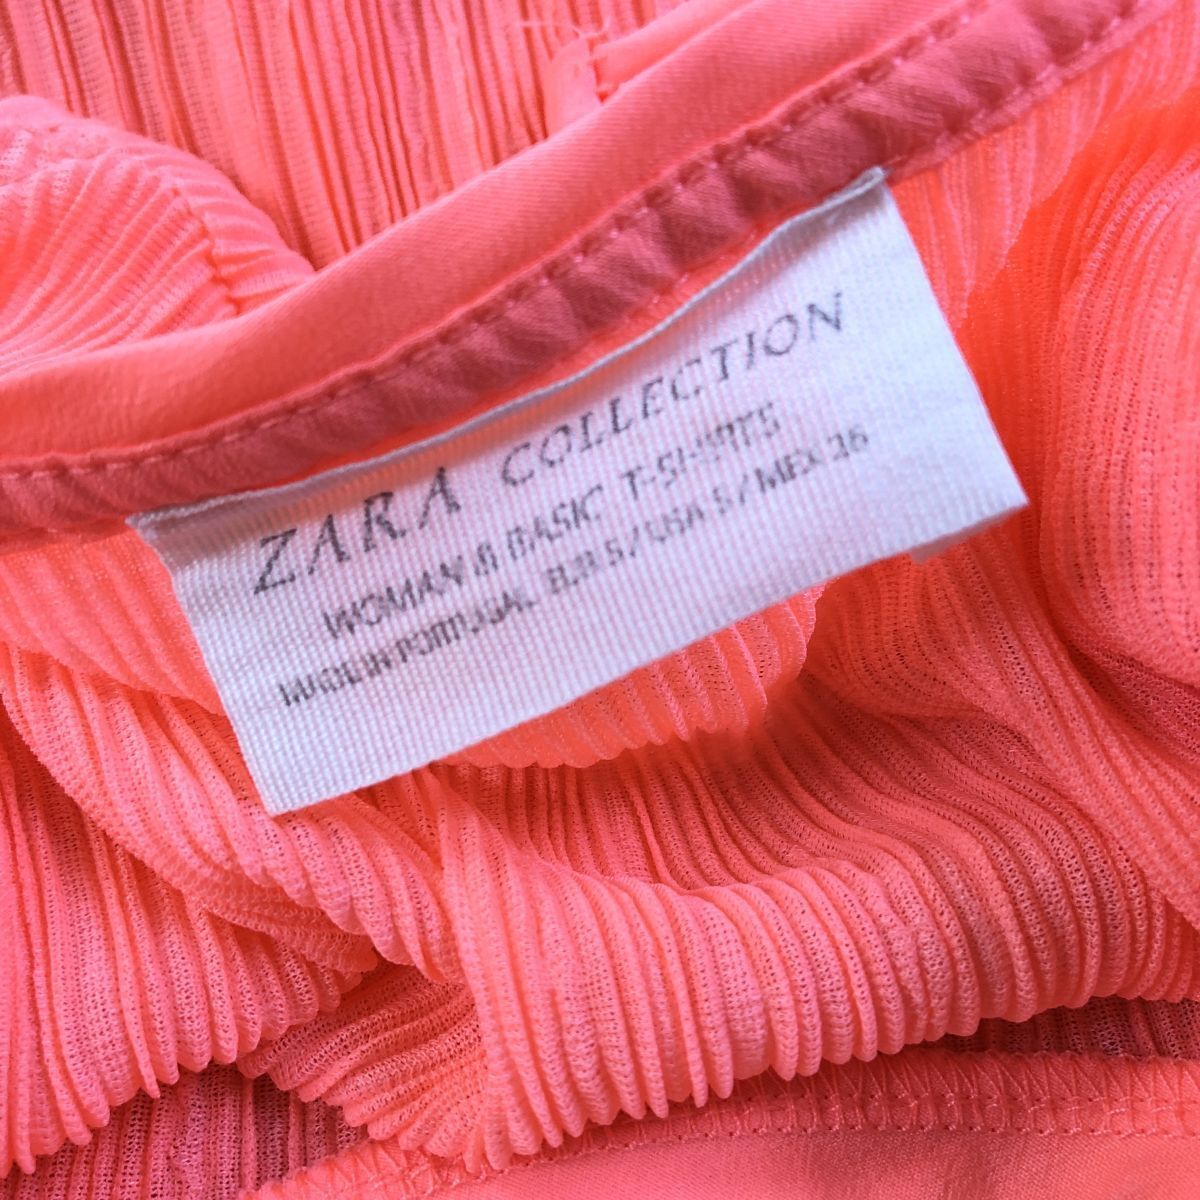 ZARA COLLECTION
WOMAN B BASIC T-SHIRTS
MADE IN PORTUGAL EUR S / USA S / MEX 26